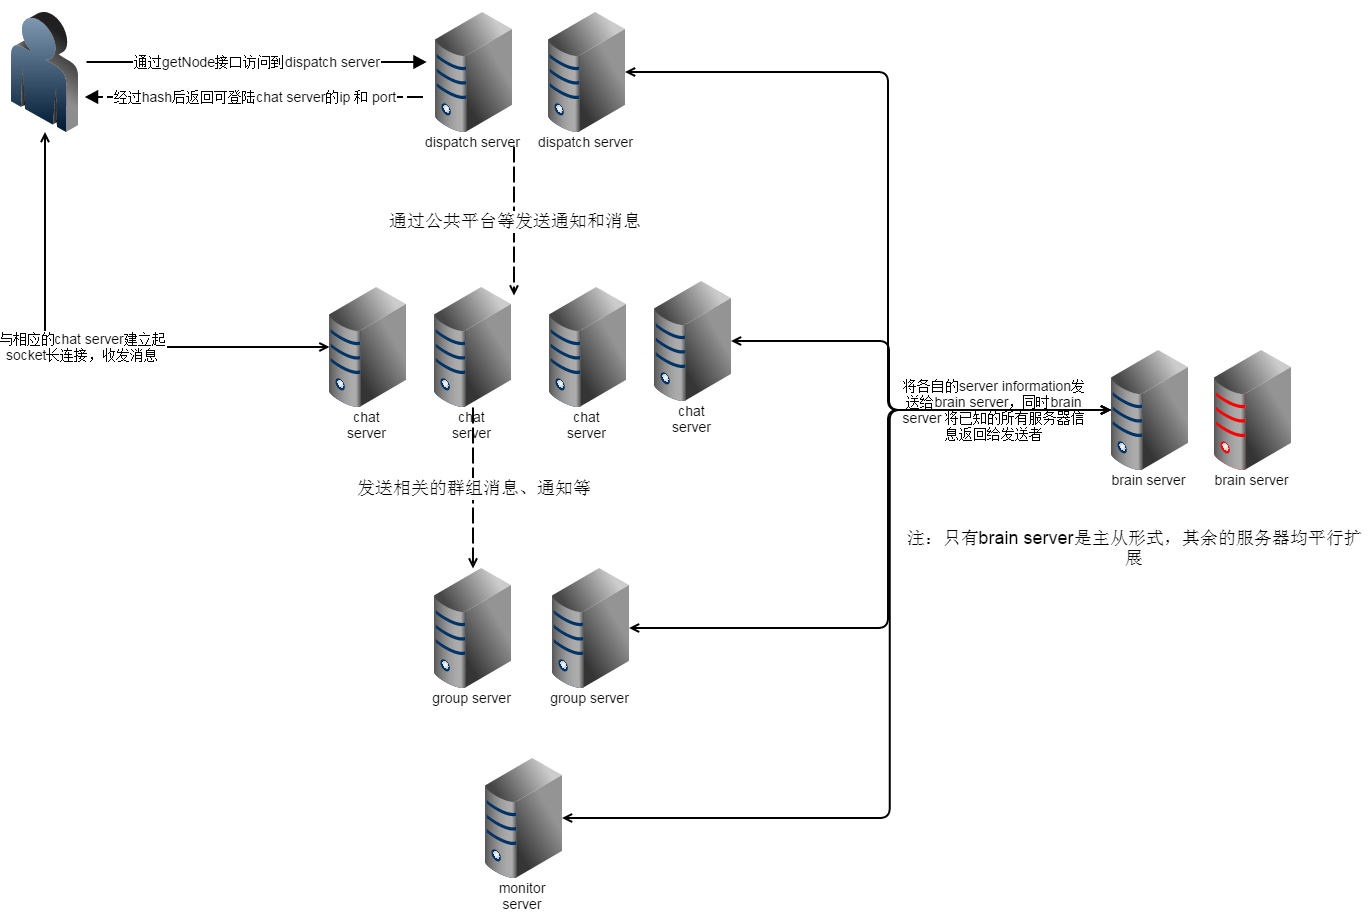 通过getNode接口访问到dispatch server
经过hash后返回可登陆chat server的ip 和 port
dispatch server
dispatch server
通过公共平台等发送通知和消息
与相应的chat server建立起
socket长连接，收发消息
chat
server
chat
server
chat
server
chat
server
将各自的server information发
送给brain server，同时brain
server 将已知的所有服务器信
息返回给发送者
brain server
brain server
发送相关的群组消息、通知等
注：只有brain server是主从形式，其余的服务器均平行扩
展
group server
group server
monitor
server